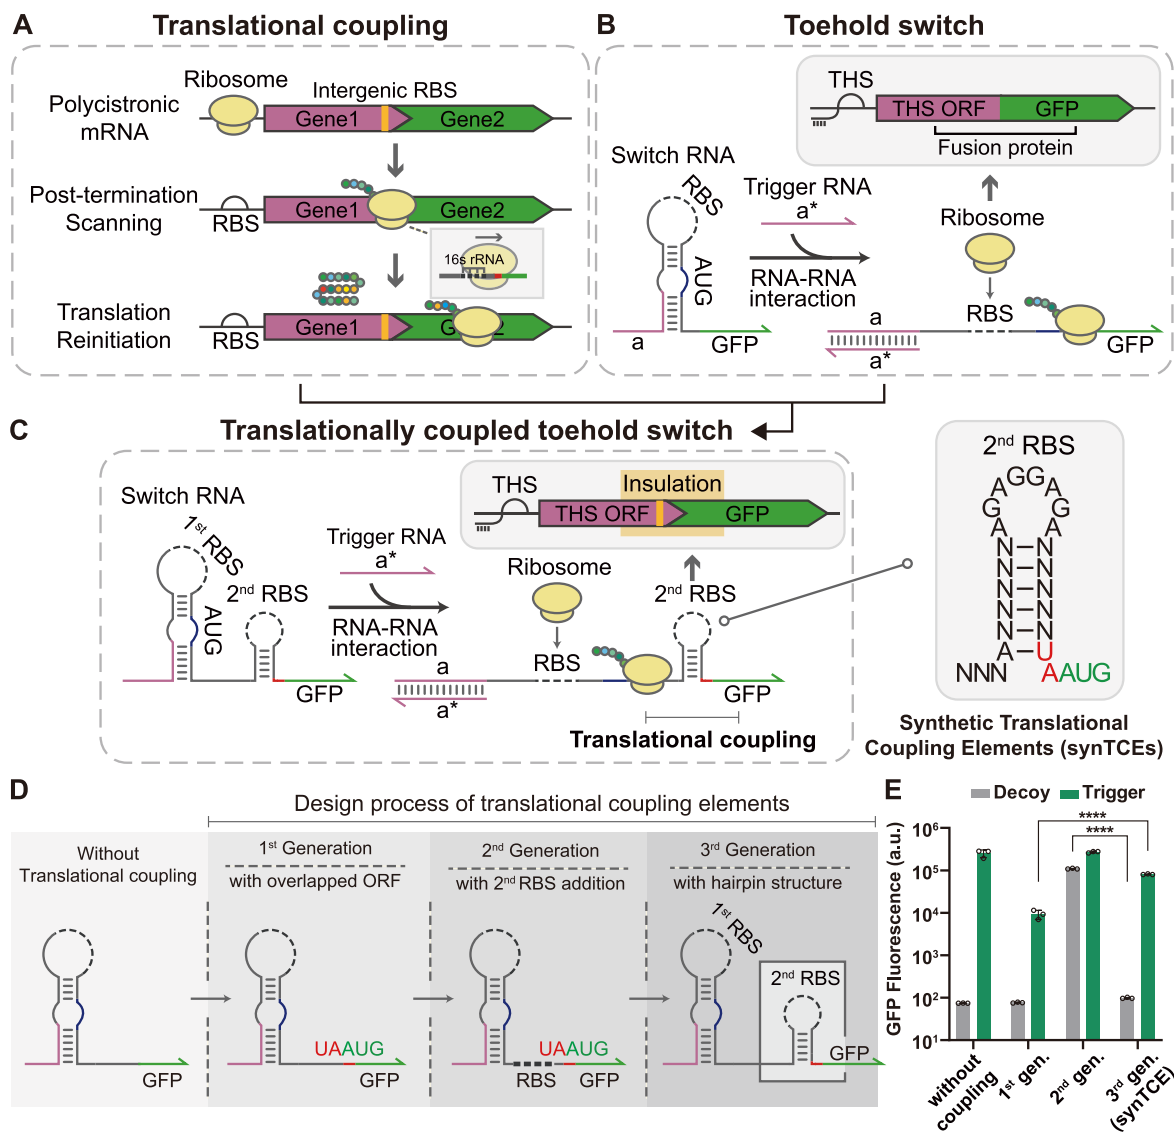 A
Translational coupling
Ribosome
Intergenic RBS
Polycistronic
mRNA
Gene1
Gene2
Post-termination
Scanning
RBS
Gene1
Gene2
16s rRNA
Translation
Reinitiation
RBS
Gene1
B
Toehold switch
THS
THS ORF
GFP
Fusion protein
Switch RNA
RBS
AUG
a
GFP
Trigger RNA
a*
RNA-RNA
interaction
Ribosome
RBS
a
a*
GFP
C
Translationally coupled toehold switch
Switch RNA
1st RBS
AUG
2nd RBS
GFP
Trigger RNA
a*
RNA-RNA
interaction
THS
Insulation
THS ORF
GFP
Ribosome
2nd RBS
RBS
a
a*
GFP
Translational coupling
2nd RBS
AGGA
A G
G A
N N
N N
N N
N N
N N
A U
NNN AAUG
Synthetic Translational
Coupling Elements (synTCEs)
D
Design process of translational coupling elements
Without
Translational coupling
GFP
1st Generation
with overlapped ORF
UAAUG
GFP
2nd Generation
with 2nd RBS addition
UAAUG
RBS
GFP
3rd Generation
with hairpin structure
1st RBS
2nd RBS
GFP
E
Decoy
Trigger
****
****
GFP Fluorescence (a.u.)
10^6
10^5
10^4
10^3
10^2
10^1
without
coupling
1st gen.
2nd gen.
3rd gen.
(synTCE)